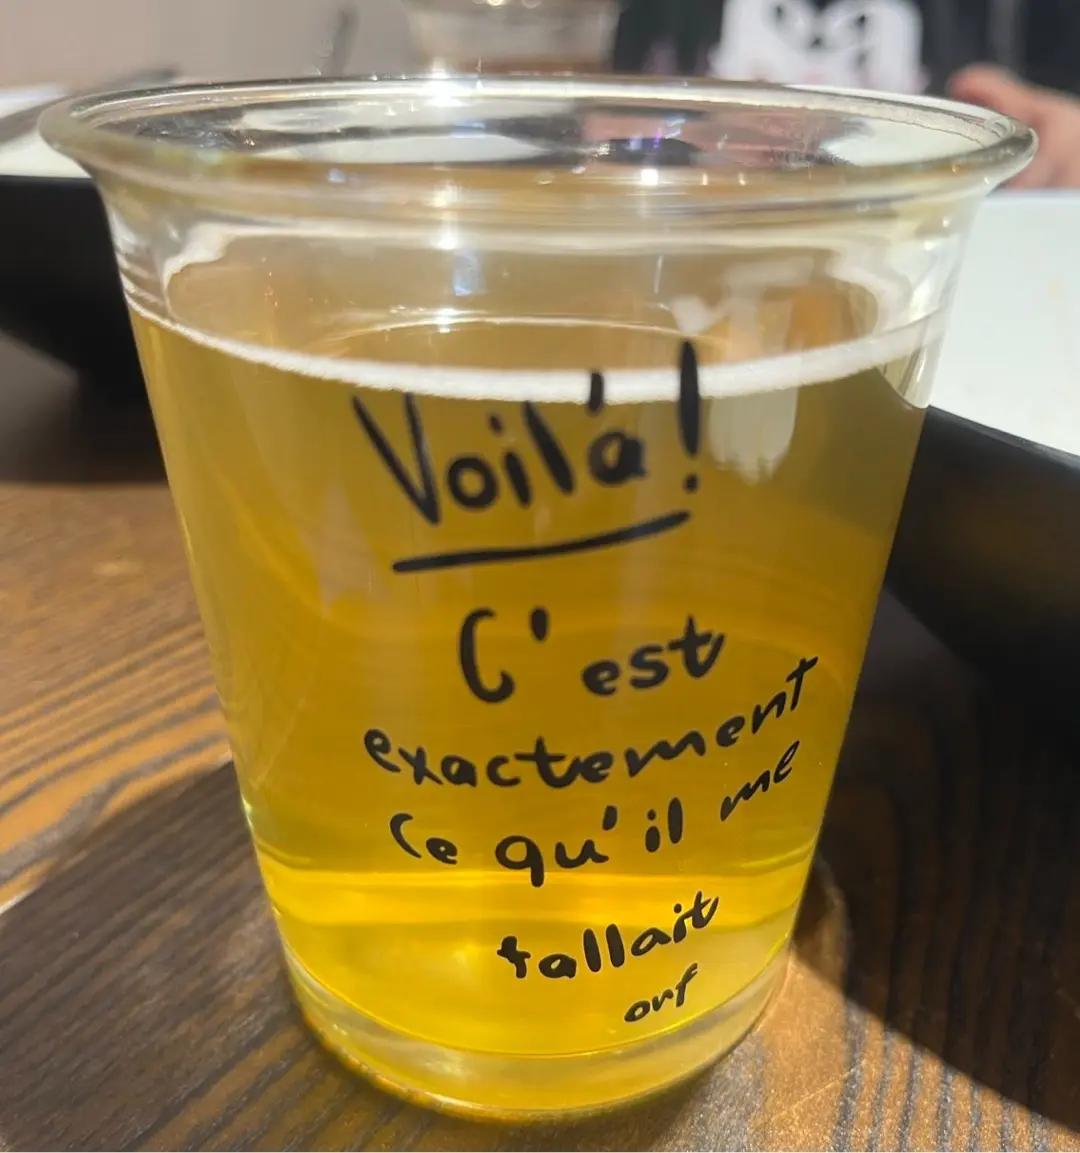 Voilà!
C'est
exactement
Ce qu'il me
fallait
orf